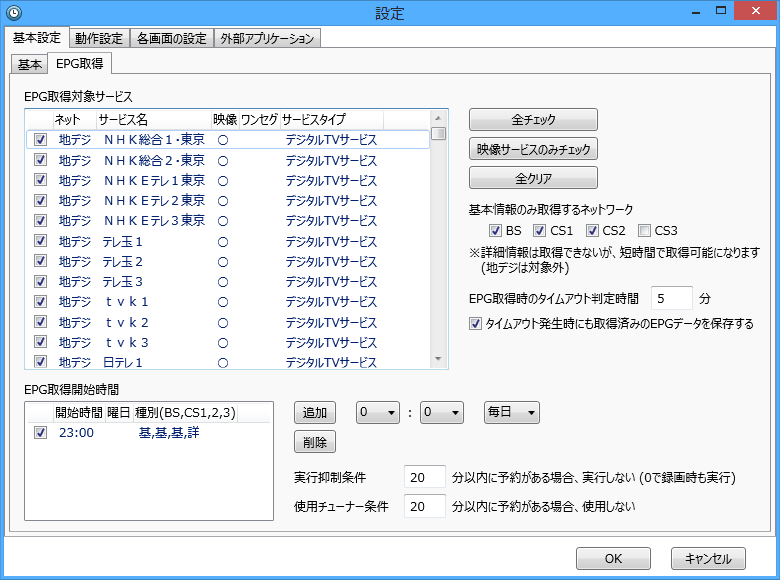 設定
基本設定 動作設定 各画面の設定 外部アプリケーション
基本 EPG取得
EPG取得対象サービス
ネット サービス名 映像 ワンセグ サービスタイプ
地デジ ＮＨＫ総合１・東京 ○ デジタルTVサービス
地デジ ＮＨＫ総合２・東京 ○ デジタルTVサービス
地デジ ＮＨＫＥテレ１東京 ○ デジタルTVサービス
地デジ ＮＨＫＥテレ２東京 ○ デジタルTVサービス
地デジ ＮＨＫＥテレ３東京 ○ デジタルTVサービス
地デジ テレ玉１ ○ デジタルTVサービス
地デジ テレ玉２ ○ デジタルTVサービス
地デジ テレ玉３ ○ デジタルTVサービス
地デジ ｔｖｋ１ ○ デジタルTVサービス
地デジ ｔｖｋ２ ○ デジタルTVサービス
地デジ ｔｖｋ３ ○ デジタルTVサービス
地デジ 日テレ１ ○ デジタルTVサービス
全チェック
映像サービスのみチェック
全クリア
基本情報のみ取得するネットワーク
BS CS1 CS2 CS3
※詳細情報は取得できないが、短時間で取得可能になります
(地デジは対象外)
EPG取得時のタイムアウト判定時間 5 分
タイムアウト発生時にも取得済みのEPGデータを保存する
EPG取得開始時間
開始時間 曜日 種別(BS,CS1,2,3)
23:00 基,基,基,詳
追加 0 : 0 毎日
削除
実行抑制条件 20 分以内に予約がある場合、実行しない (0で録画時も実行)
使用チューナー条件 20 分以内に予約がある場合、使用しない
OK キャンセル